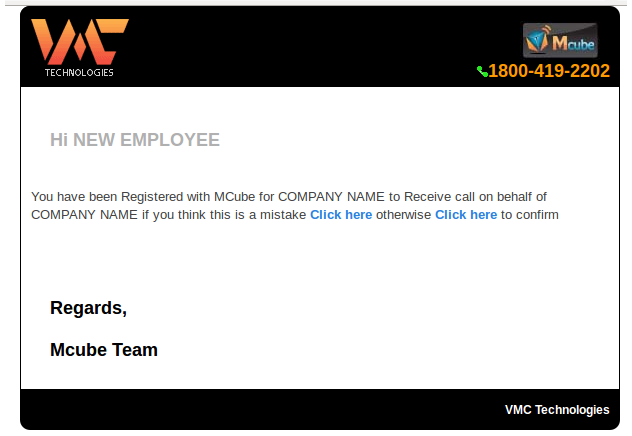 VMC
TECHNOLOGIES
Mcube
1800-419-2202
Hi NEW EMPLOYEE
You have been Registered with MCube for COMPANY NAME to Receive call on behalf of
COMPANY NAME if you think this is a mistake Click here otherwise Click here to confirm
Regards,
Mcube Team
VMC Technologies